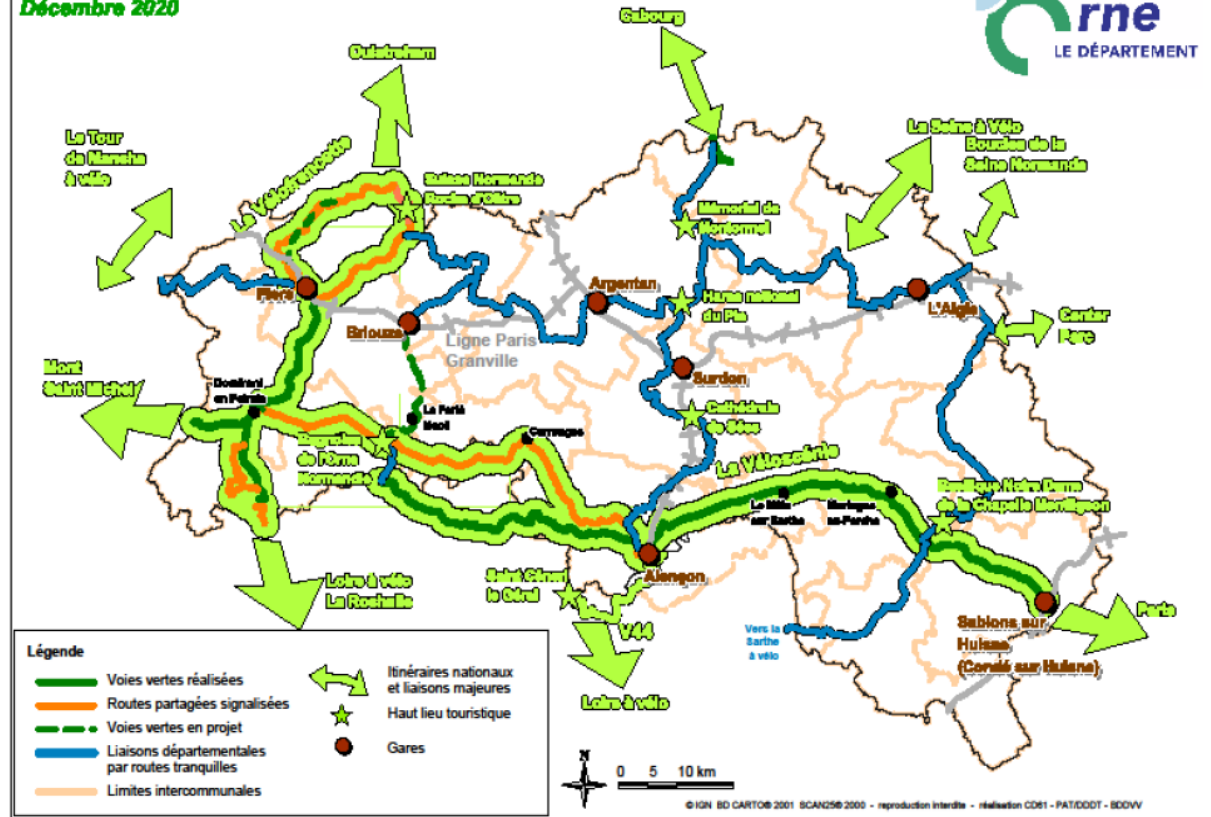 Décembre 2020
Orne
LE DÉPARTEMENT
Cabourg
Ouistreham
La Tour
de Manche
à vélo
La Vélofrancette
Suisse Normande
Roche d'Oëtre
La Seine à Vélo
Boucles de la
Seine Normande
Mémorial de
Montormel
Flers
Briouze
Argentan
Haras national
du Pin
L'Aigle
Center
Parc
Ligne Paris
Granville
Surdon
Mont
Saint Michel
Domfront
en Poiraie
La Ferté
Macé
Bagnoles
de l'Orne
Normandie
Carrouges
Cathédrale
de Sées
La Véloscénie
Le Mêle
sur Sarthe
Mortagne
au-Perche
Basilique Notre Dame
de la Chapelle Montligeon
Loire à vélo
La Rochelle
Saint Céneri
le Gérei
Alençon
V44
Loire à vélo
Vers la
Sarthe
à vélo
Sablons sur
Huisne
(Condé sur Huisne)
Paris
Légende
Voies vertes réalisées
Routes partagées signalisées
Voies vertes en projet
Liaisons départementales
par routes tranquilles
Limites intercommunales
Itinéraires nationaux
et liaisons majeures
Haut lieu touristique
Gares
N
0 5 10 km
© IGN BD CARTO® 2001 SCAN25® 2000 - reproduction interdite - réalisation CD61 - PAT/DDDT - BDDVV